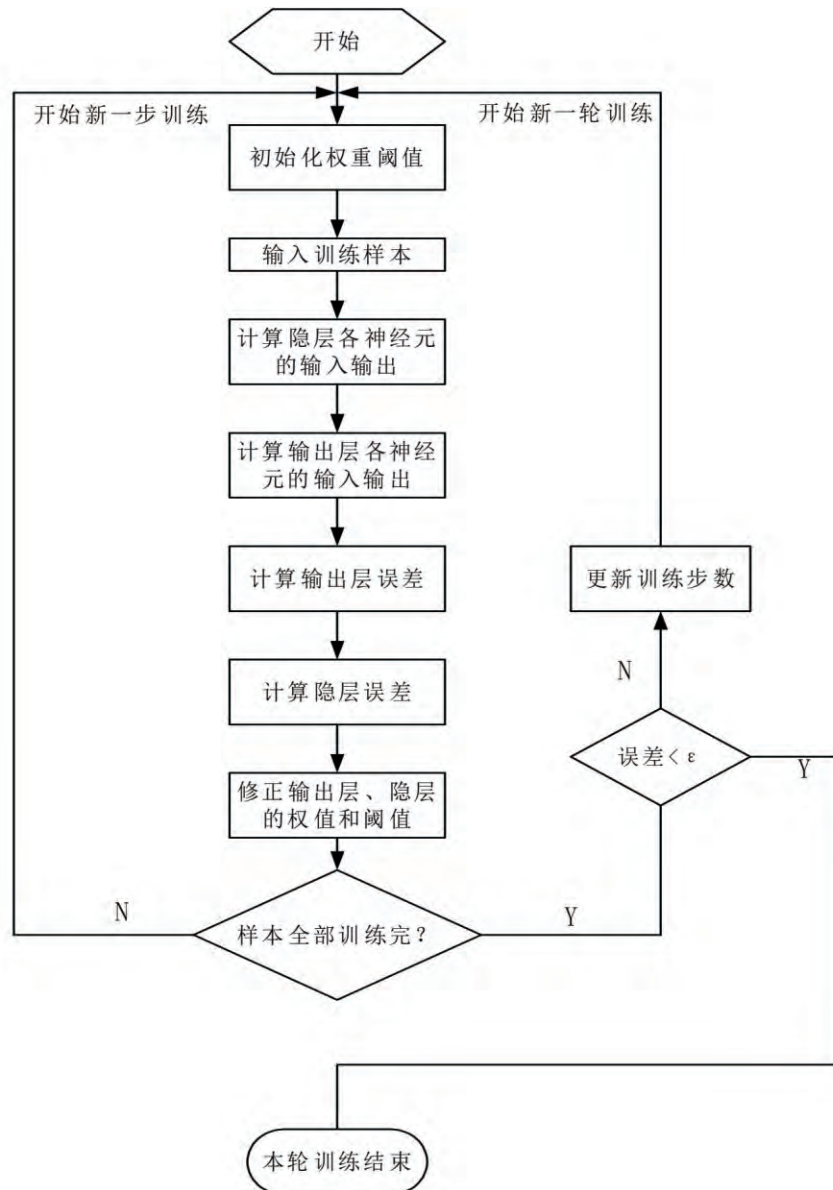 开始
开始新一步训练
开始新一轮训练
初始化权重阈值
输入训练样本
计算隐层各神经元
的输入输出
计算输出层各神经
元的输入输出
计算输出层误差
更新训练步数
计算隐层误差
N
误差<ε
Y
修正输出层、隐层
的权值和阈值
N
样本全部训练完?
Y
本轮训练结束